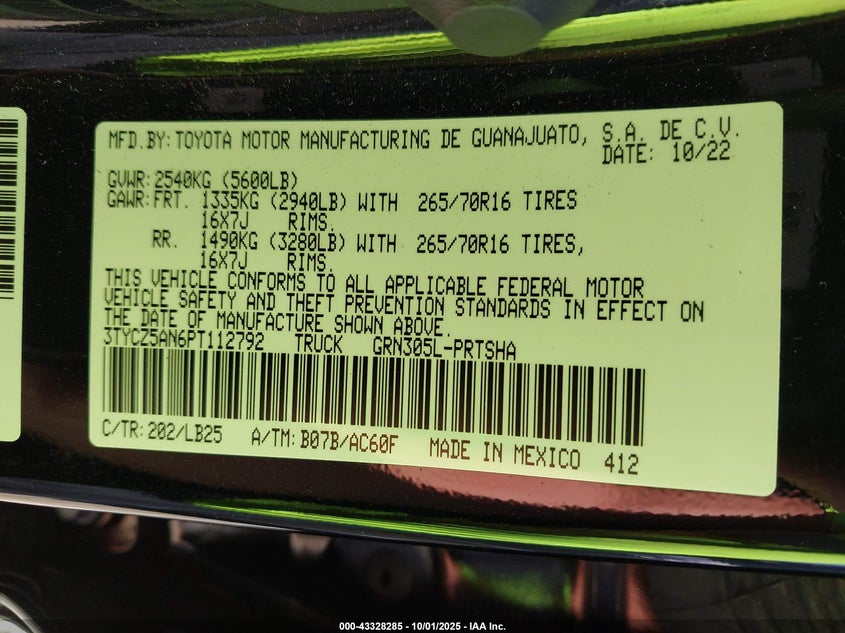 MFD.BY: TOYOTA MOTOR MANUFACTURING DE GUANAJUATO, S.A. DE C.V.
DATE: 10/22
GVWR: 2540KG (5600LB)
GAWR: FRT. 1335KG (2940LB) WITH 265/70R16 TIRES
16X7J RIMS.
RR. 1490KG (3280LB) WITH 265/70R16 TIRES,
16X7J RIMS.
THIS VEHICLE CONFORMS TO ALL APPLICABLE FEDERAL MOTOR
VEHICLE SAFETY AND THEFT PREVENTION STANDARDS IN EFFECT ON
THE DATE OF MANUFACTURE SHOWN ABOVE.
3TYCZ5AN6PT112792 TRUCK GRN305L-PRTSHA
C/TR: 202/LB25 A/TM: B07B/AC60F MADE IN MEXICO 412
000-43328285 - 10/01/2025 - IAA Inc.